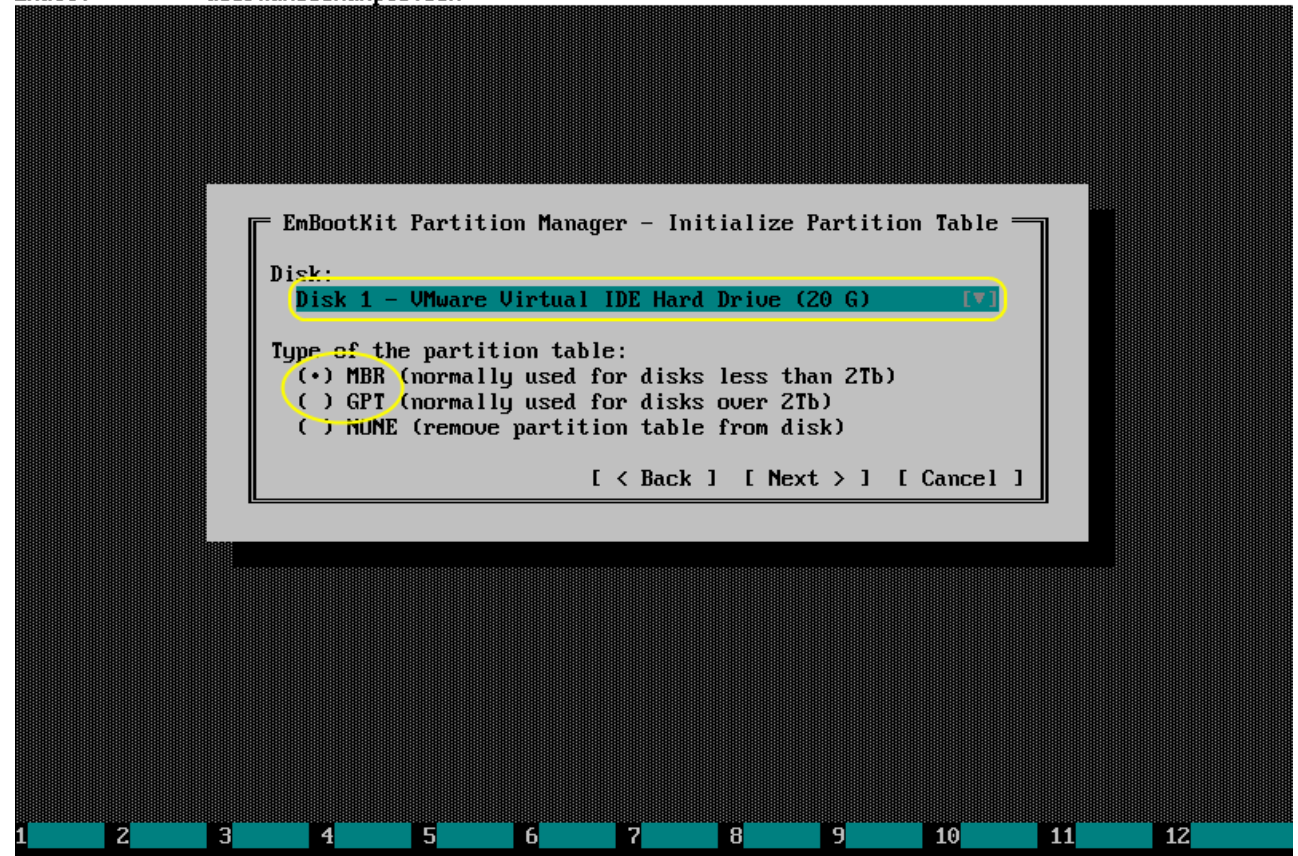 EmBootKit Partition Manager - Initialize Partition Table
Disk:
Disk 1 - VMware Virtual IDE Hard Drive (20 G) [▼]
Type of the partition table:
(•) MBR (normally used for disks less than 2Tb)
( ) GPT (normally used for disks over 2Tb)
( ) NONE (remove partition table from disk)
[ < Back ] [ Next > ] [ Cancel ]
1 2 3 4 5 6 7 8 9 10 11 12